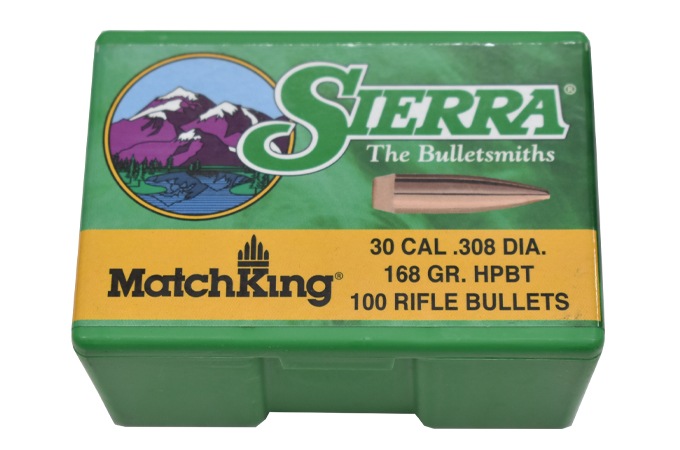 SIERRA®
The Bulletsmiths
MatchKing®
30 CAL .308 DIA.
168 GR. HPBT
100 RIFLE BULLETS